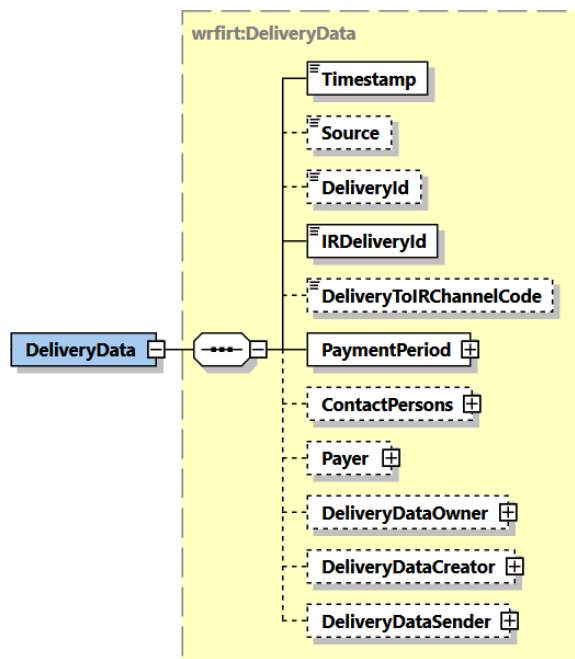 wrfirt:DeliveryData
Timestamp
Source
DeliveryId
IRDeliveryId
DeliveryToIRChannelCode
DeliveryData
PaymentPeriod
ContactPersons
Payer
DeliveryDataOwner
DeliveryDataCreator
DeliveryDataSender